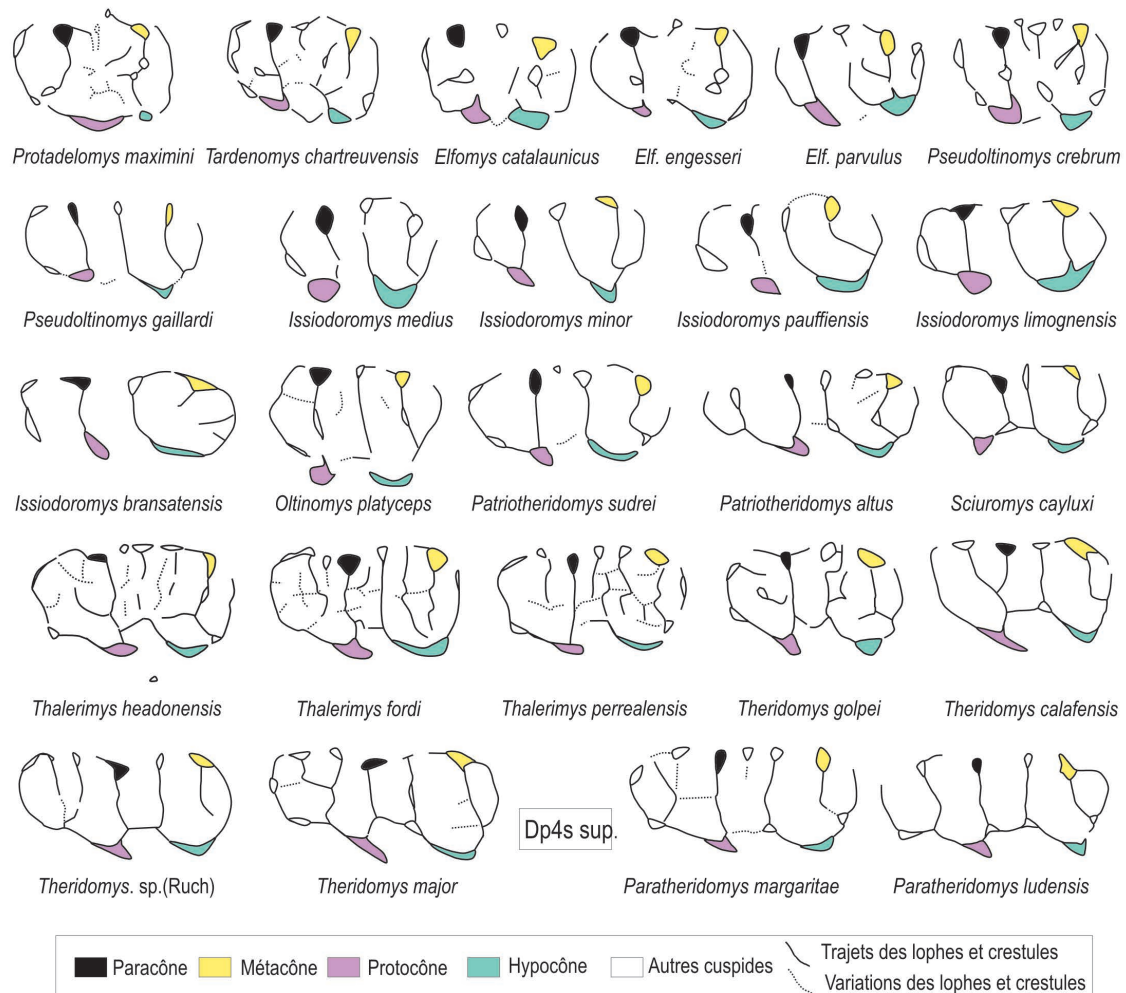 Protadelomys maximini Tardenomys chartreuvensis Elfomys catalaunicus Elf. engesseri Elf. parvulus Pseudoltinomys crebrum
Pseudoltinomys gaillardi Issiodoromys medius Issiodoromys minor Issiodoromys pauffiensis Issiodoromys limognensis
Issiodoromys bransatensis Oltinomys platyceps Patriotheridomys sudrei Patriotheridomys altus Sciuromys cayluxi
Thalerimys headonensis Thalerimys fordi Thalerimys perrealensis Theridomys golpei Theridomys calafensis
Dp4s sup.
Theridomys. sp.(Ruch) Theridomys major Paratheridomys margaritae Paratheridomys ludensis
Paracône Métacône Protocône Hypocône Autres cuspides Trajets des lophes et crestules
Variations des lophes et crestules